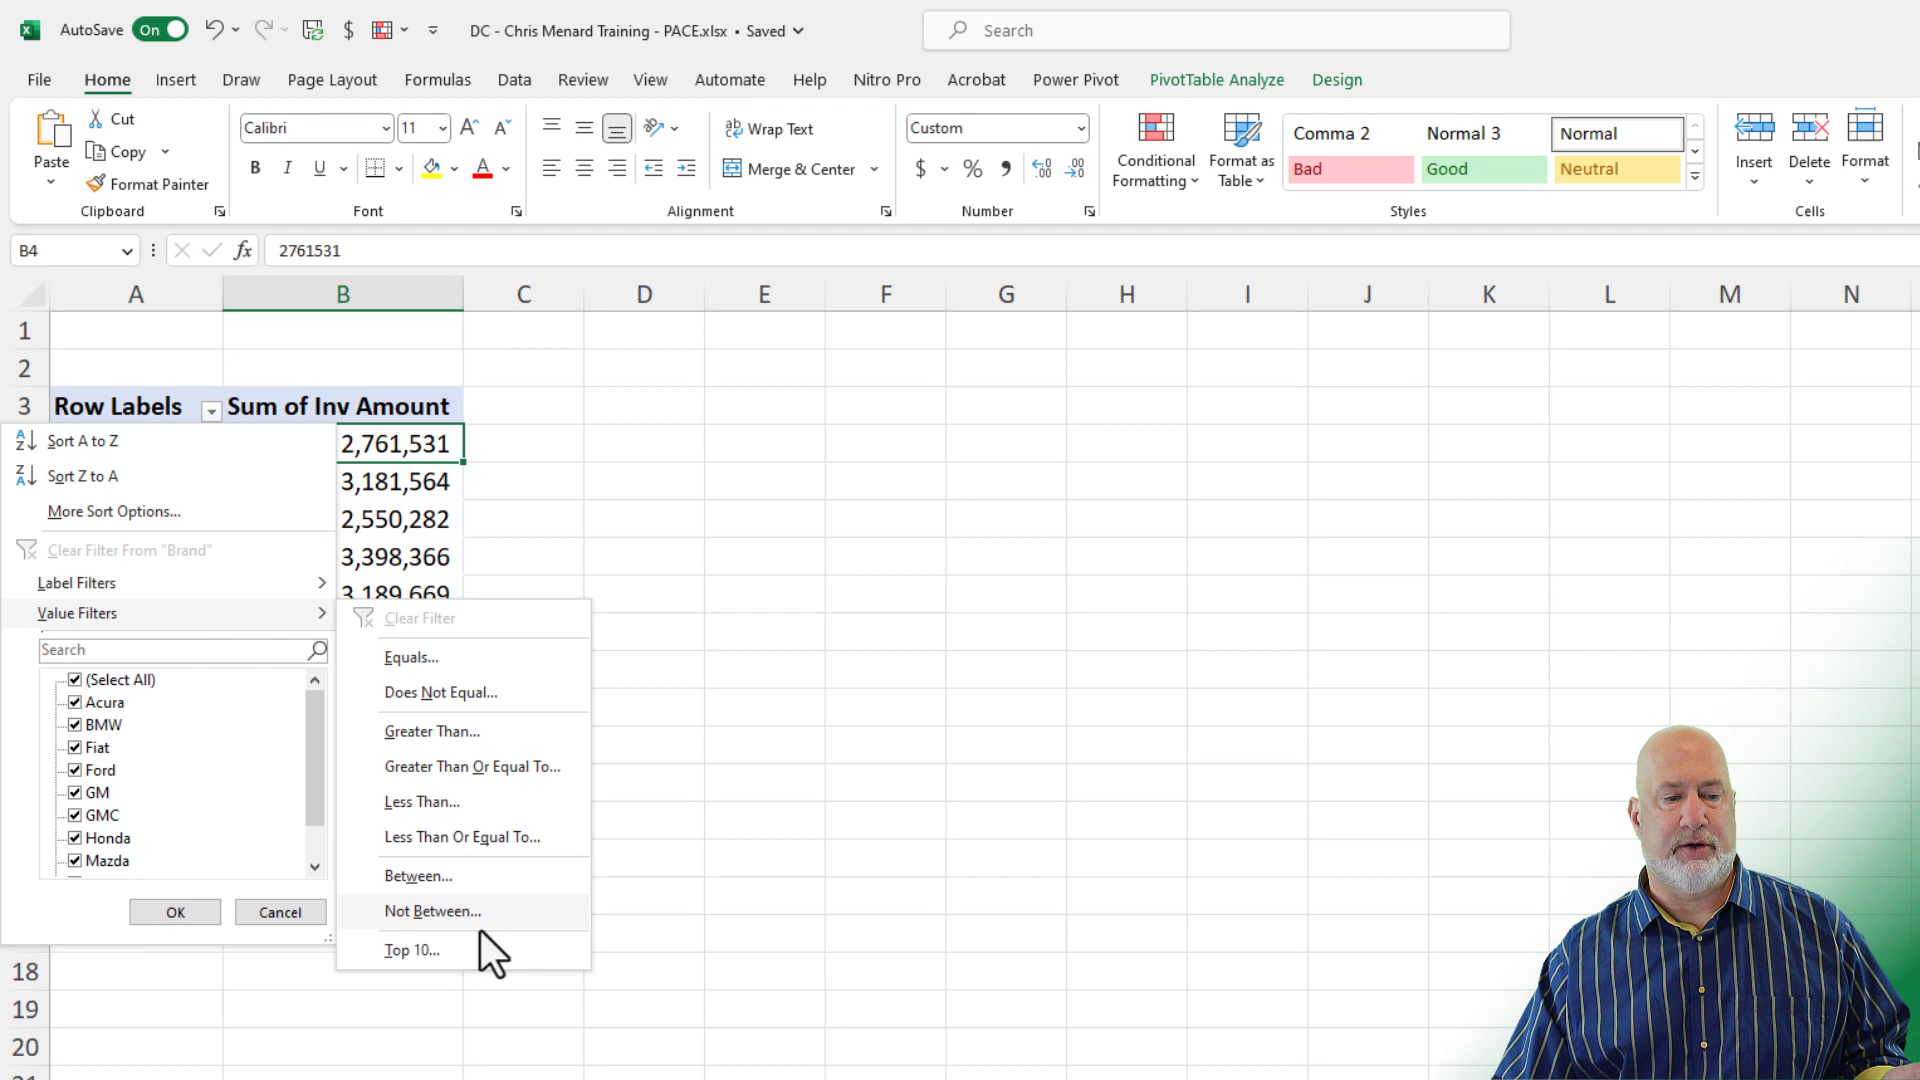 AutoSave On DC - Chris Menard Training - PACE.xlsx • Saved Search
File Home Insert Draw Page Layout Formulas Data Review View Automate Help Nitro Pro Acrobat Power Pivot PivotTable Analyze Design
Paste
Cut
Copy
Format Painter
Clipboard
Calibri 11
B I U
Font
Wrap Text
Merge & Center
Alignment
Custom
$ % 9
Number
Conditional Formatting
Format as Table
Comma 2 Normal 3 Normal
Bad Good Neutral
Styles
Insert Delete Format
Cells
B4 fx 2761531
A B C D E F G H I J K L M N
1
2
3 Row Labels Sum of Inv Amount
2,761,531
3,181,564
2,550,282
3,398,366
3,189,669
Sort A to Z
Sort Z to A
More Sort Options...
Clear Filter From "Brand"
Label Filters
Value Filters
Search
(Select All)
Acura
BMW
Fiat
Ford
GM
GMC
Honda
Mazda
OK Cancel
Clear Filter
Equals...
Does Not Equal...
Greater Than...
Greater Than Or Equal To...
Less Than...
Less Than Or Equal To...
Between...
Not Between...
Top 10...
18
19
20